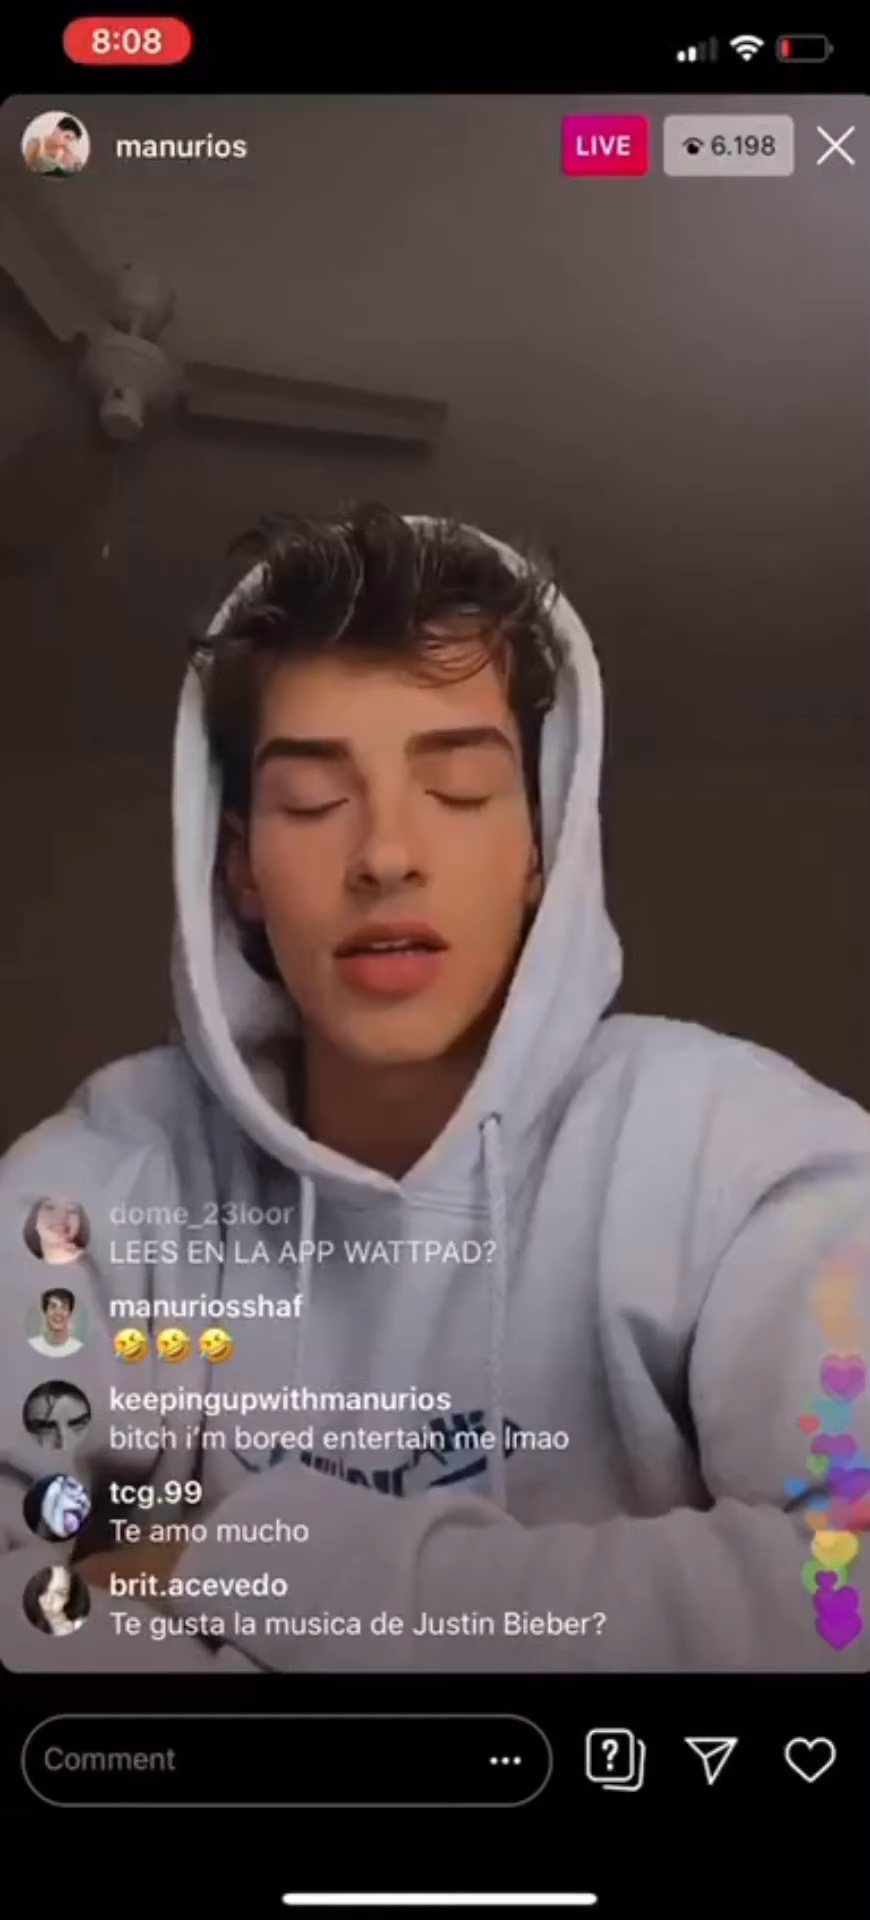 8:08
manurios
LIVE
6.198
dome_23loor
LEES EN LA APP WATTPAD?
manuriosshaf
🤣🤣🤣
keepingupwithmanurios
bitch i'm bored entertain me lmao
tcg.99
Te amo mucho
brit.acevedo
Te gusta la musica de Justin Bieber?
Comment